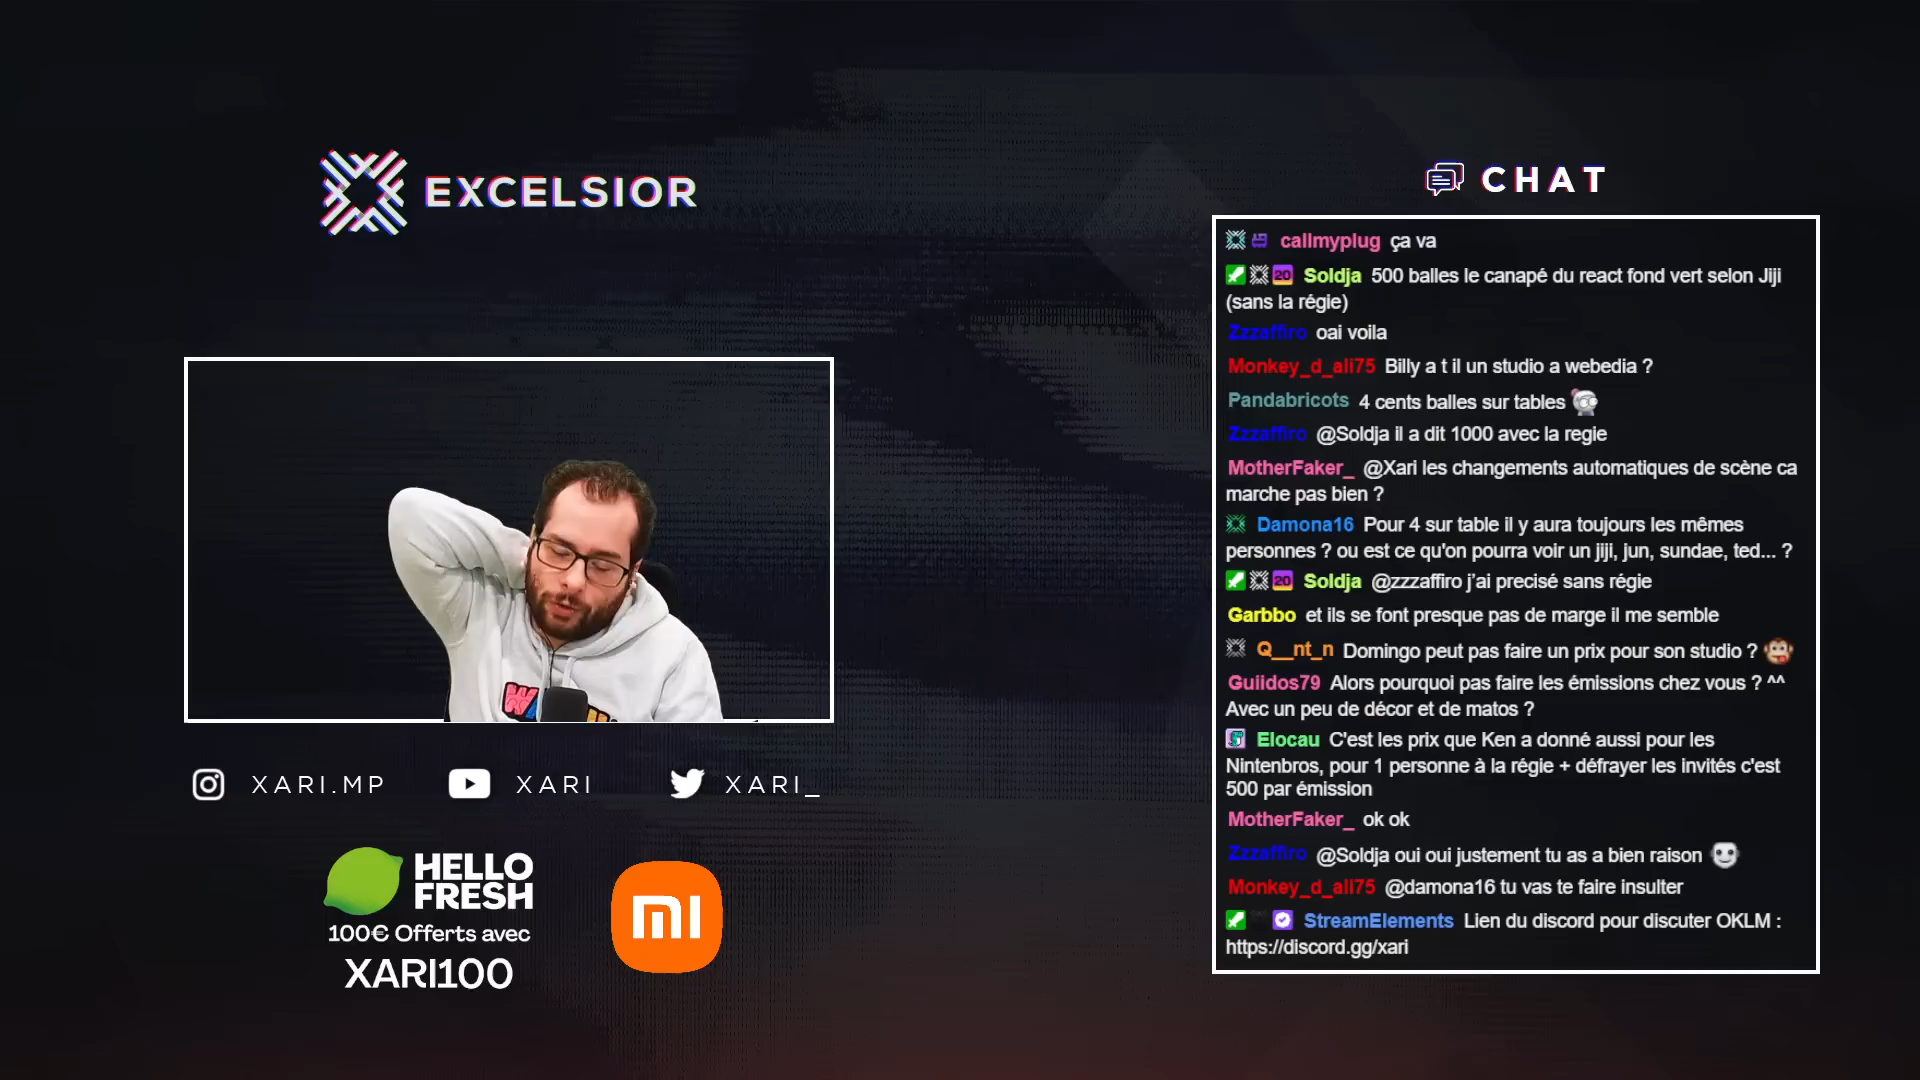 EXCELSIOR
CHAT
callmyplug ça va
20 Soldja 500 balles le canapé du react fond vert selon Jiji
(sans la régie)
Zzzaffiro oai voila
Monkey_d_ali75 Billy a t il un studio a webedia ?
Pandabricots 4 cents balles sur tables
Zzzaffiro @Soldja il a dit 1000 avec la regie
MotherFaker_ @Xari les changements automatiques de scène ca
marche pas bien ?
Damona16 Pour 4 sur table il y aura toujours les mêmes
personnes ? ou est ce qu'on pourra voir un jiji, jun, sundae, ted... ?
20 Soldja @zzzaffiro j'ai precisé sans régie
Garbbo et ils se font presque pas de marge il me semble
Q__nt_n Domingo peut pas faire un prix pour son studio ?
Guiidos79 Alors pourquoi pas faire les émissions chez vous ? ^^
Avec un peu de décor et de matos ?
Elocau C'est les prix que Ken a donné aussi pour les
Nintenbros, pour 1 personne à la régie + défrayer les invités c'est
500 par émission
MotherFaker_ ok ok
Zzzaffiro @Soldja oui oui justement tu as a bien raison
Monkey_d_ali75 @damona16 tu vas te faire insulter
StreamElements Lien du discord pour discuter OKLM :
https://discord.gg/xari
XARI.MP
XARI
XARI_
HELLO
FRESH
100€ Offerts avec
XARI100
MI